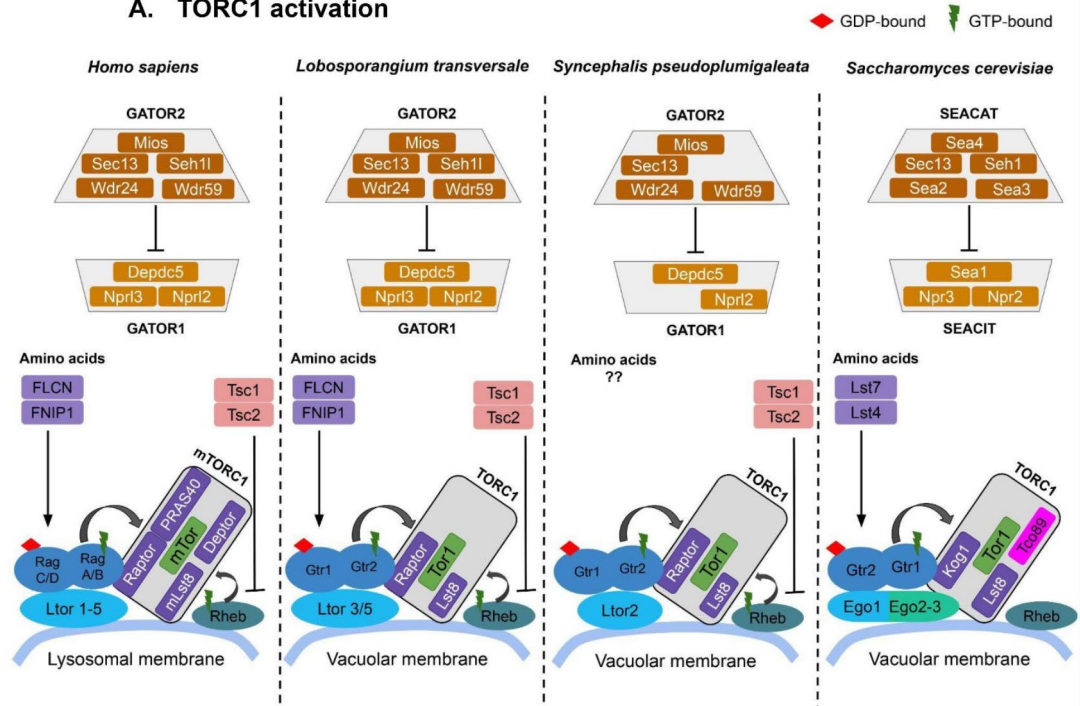 A. TORC1 activation
GDP-bound GTP-bound
Homo sapiens
GATOR2
Mios
Sec13 Seh1l
Wdr24 Wdr59
Depdc5
Nprl3 Nprl2
GATOR1
Amino acids
FLCN
FNIP1
Tsc1
Tsc2
mTORC1
PRAS40
Raptor
mTor
Deptor
mLst8
Rag
C/D
Rag
A/B
Ltor 1-5
Rheb
Lysosomal membrane
Lobosporangium transversale
GATOR2
Mios
Sec13 Seh1l
Wdr24 Wdr59
Depdc5
Nprl3 Nprl2
GATOR1
Amino acids
FLCN
FNIP1
Tsc1
Tsc2
TORC1
Raptor
Tor1
Lst8
Gtr1
Gtr2
Ltor 3/5
Rheb
Vacuolar membrane
Syncephalis pseudoplumigaleata
GATOR2
Mios
Sec13
Wdr24 Wdr59
Depdc5
Nprl2
GATOR1
Amino acids
??
Tsc1
Tsc2
TORC1
Raptor
Tor1
Lst8
Gtr1
Gtr2
Ltor2
Rheb
Vacuolar membrane
Saccharomyces cerevisiae
SEACAT
Sea4
Sec13 Seh1
Sea2 Sea3
Sea1
Npr3 Npr2
SEACIT
Amino acids
Lst7
Lst4
TORC1
Kog1
Tor1
Tco89
Lst8
Gtr2
Gtr1
Ego1 Ego2-3
Rheb
Vacuolar membrane